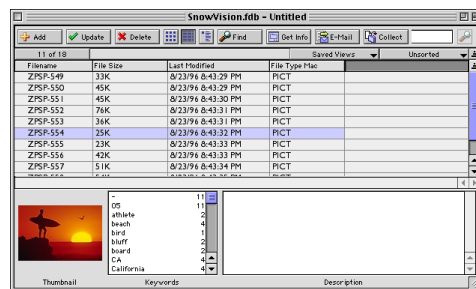 SnowVision.fdb – Untitled
Add Update Delete Find Get Info E-Mail Collect
11 of 18 Saved Views Unsorted
Filename File Size Last Modified File Type Mac
ZPSP-549 33K 8/23/96 8:43:29 PM PICT
ZPSP-550 45K 8/23/96 8:43:29 PM PICT
ZPSP-551 45K 8/23/96 8:43:30 PM PICT
ZPSP-552 76K 8/23/96 8:43:31 PM PICT
ZPSP-553 36K 8/23/96 8:43:31 PM PICT
ZPSP-554 25K 8/23/96 8:43:32 PM PICT
ZPSP-555 23K 8/23/96 8:43:33 PM PICT
ZPSP-556 42K 8/23/96 8:43:33 PM PICT
ZPSP-557 51K 8/23/96 8:43:34 PM PICT
- 11
05 11
athlete 2
beach 4
bird 1
bluff 2
board 2
CA 4
California 4
Thumbnail Keywords Description